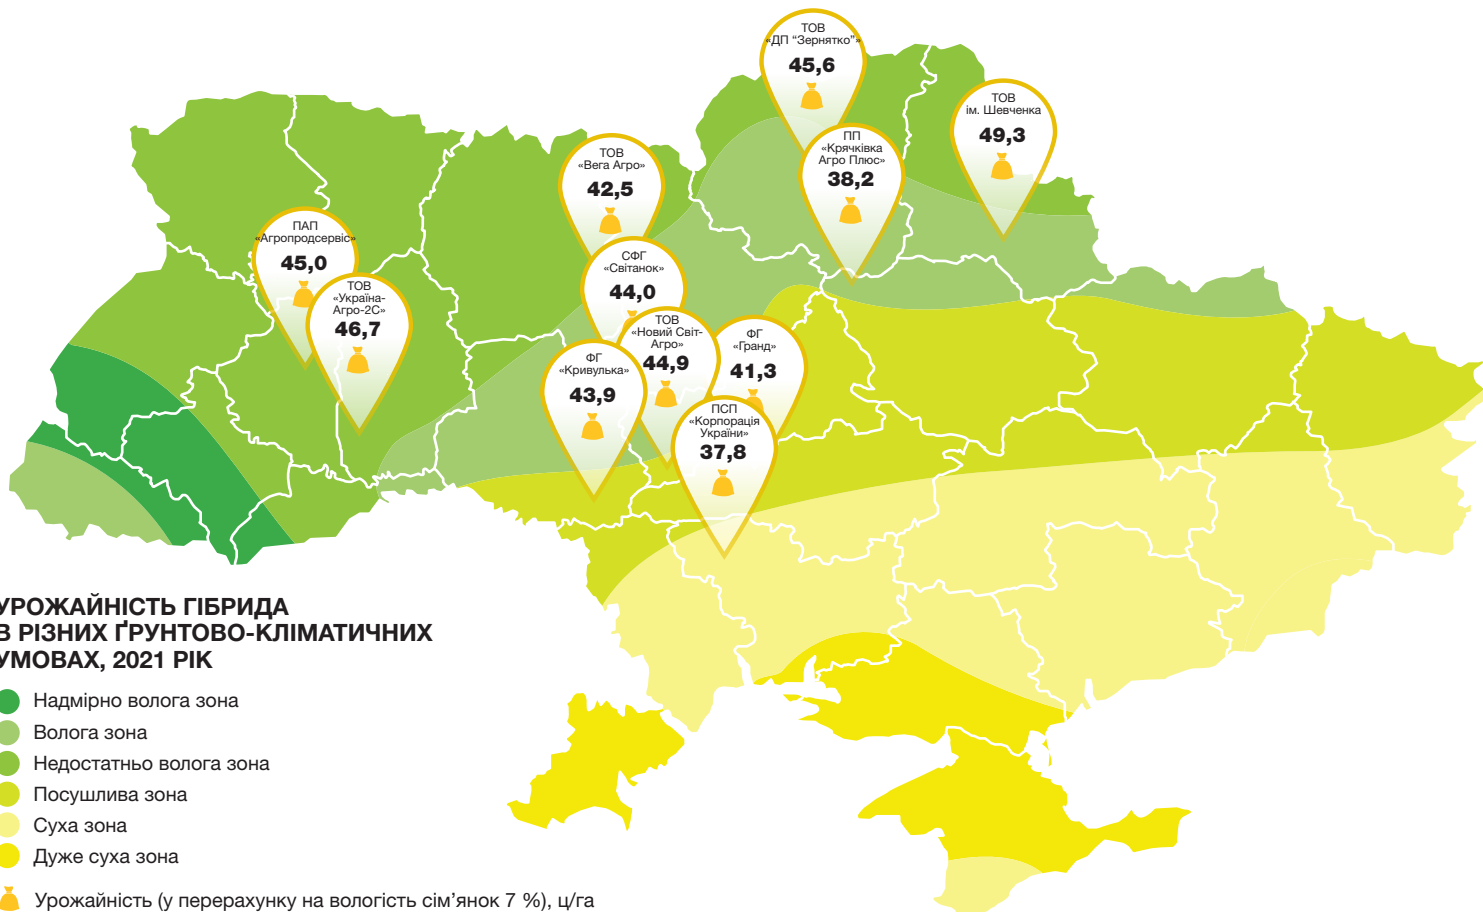 ТОВ
«ДП “Зернятко”»
45,6
ТОВ
ім. Шевченка
49,3
ПП
«Крячківка
Агро Плюс»
38,2
ТОВ
«Вега Агро»
42,5
ПАП
«Агропродсервіс»
45,0
ТОВ
«Україна-
Агро-2С»
46,7
СФГ
«Світанок»
44,0
ТОВ
«Новий Світ-
Агро»
44,9
ФГ
«Гранд»
41,3
ФГ
«Кривулька»
43,9
ПСП
«Корпорація
України»
37,8
УРОЖАЙНІСТЬ ГІБРИДА
В РІЗНИХ ҐРУНТОВО-КЛІМАТИЧНИХ
УМОВАХ, 2021 РІК
Надмірно волога зона
Волога зона
Недостатньо волога зона
Посушлива зона
Суха зона
Дуже суха зона
Урожайність (у перерахунку на вологість сім’янок 7 %), ц/га